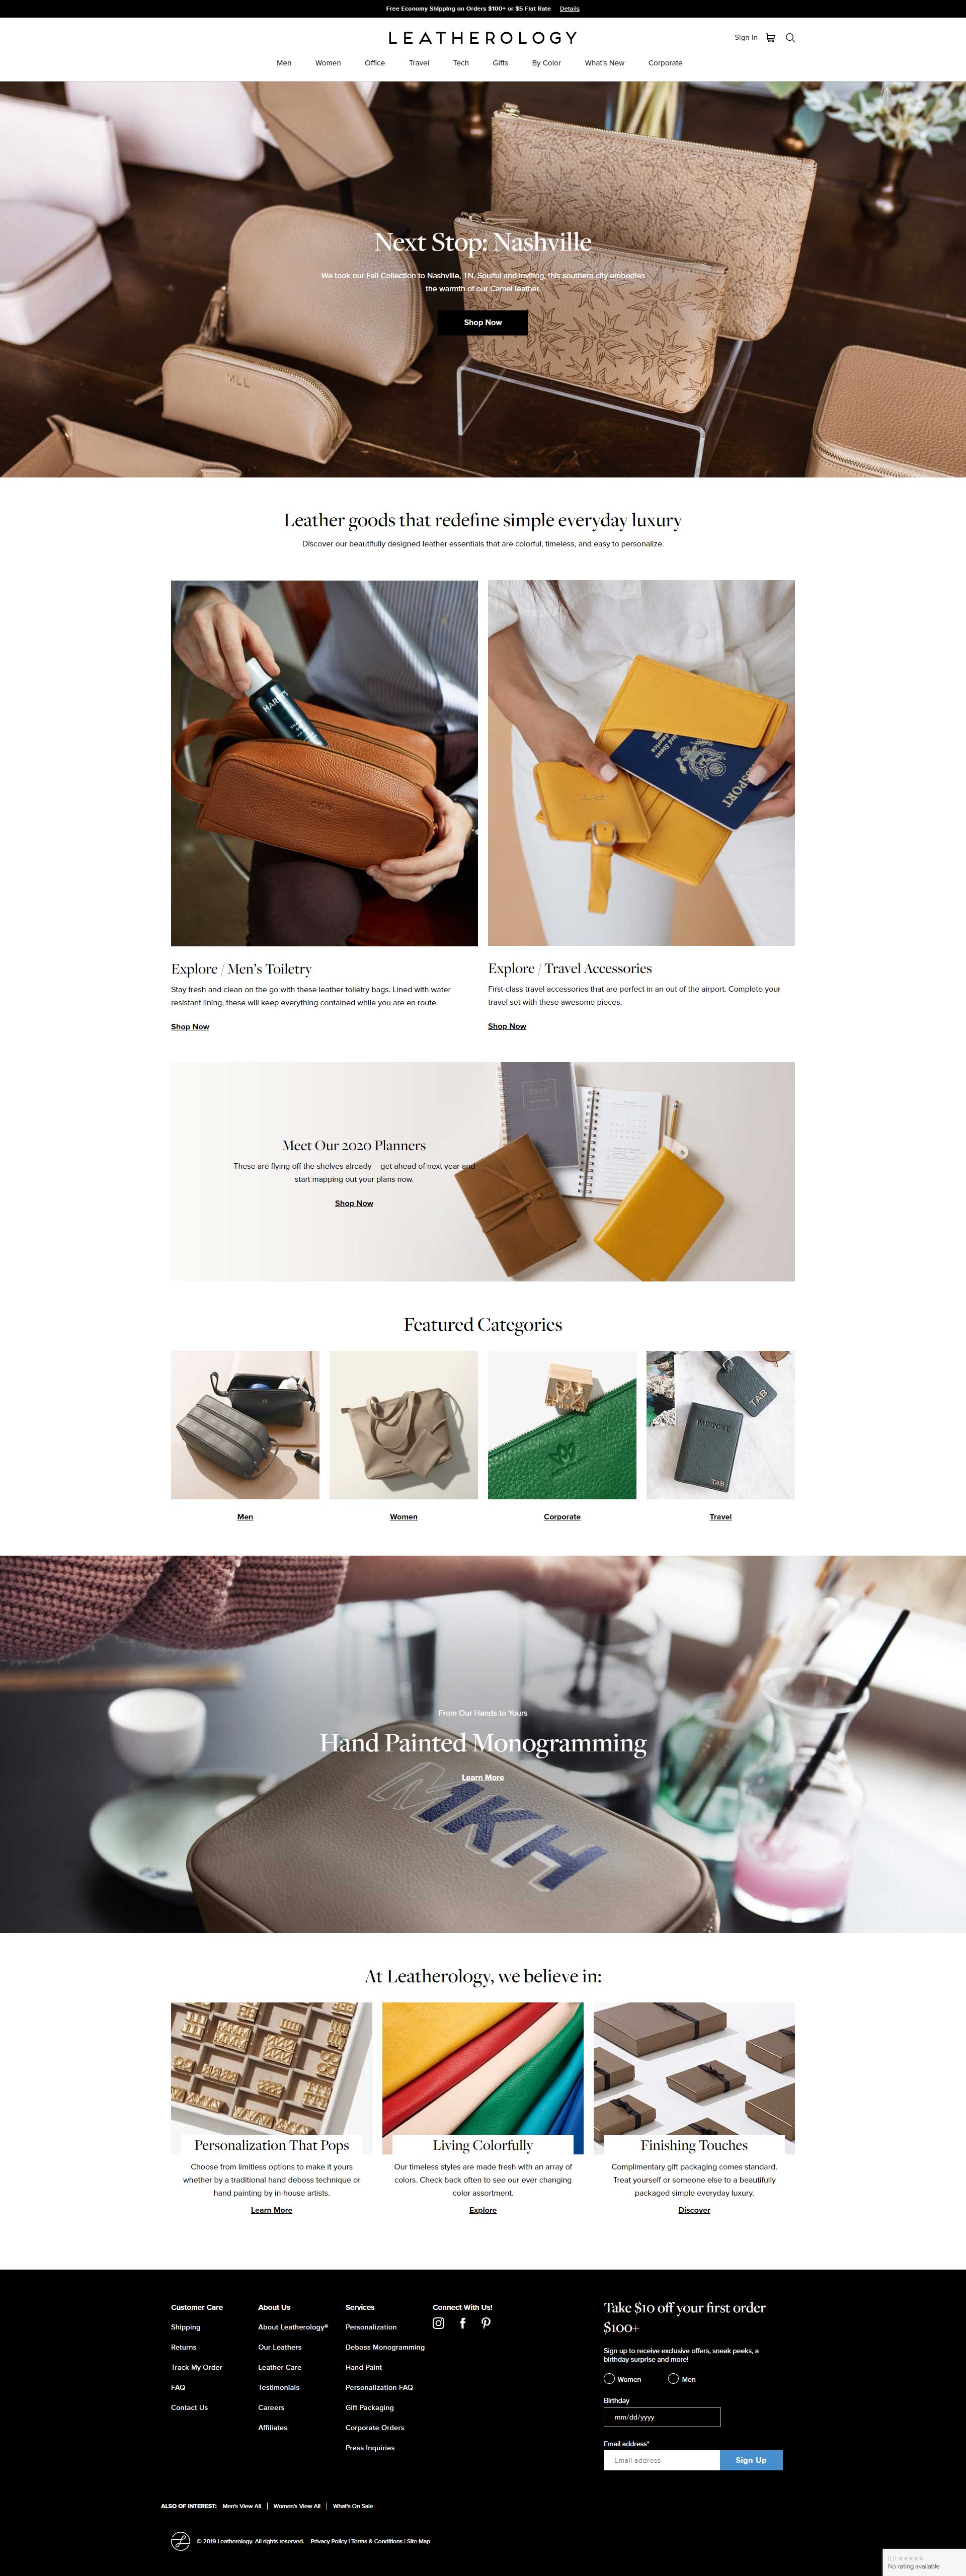 Free Economy Shipping on Orders $100+ or $5 Flat Rate Details
LEATHEROLOGY
Sign In
Men Women Office Travel Tech Gifts By Color What's New Corporate
MLL
Next Stop: Nashville
We took our Fall Collection to Nashville, TN. Soulful and inviting, this southern city embodies
the warmth of our Camel leather.
Shop Now
Leather goods that redefine simple everyday luxury
Discover our beautifully designed leather essentials that are colorful, timeless, and easy to personalize.
CGR
United States
of America
PASSPORT
Explore / Men's Toiletry
Stay fresh and clean on the go with these leather toiletry bags. Lined with water
resistant lining, these will keep everything contained while you are en route.
Shop Now
Explore / Travel Accessories
First-class travel accessories that are perfect in an out of the airport. Complete your
travel set with these awesome pieces.
Shop Now
2020
Meet Our 2020 Planners
These are flying off the shelves already – get ahead of next year and
start mapping out your plans now.
Shop Now
Featured Categories
TAB
PASSPORT
TAB
Men
Women
Corporate
Travel
From Our Hands to Yours
Hand Painted Monogramming
Learn More
MKH
At Leatherology, we believe in:
Personalization That Pops
Choose from limitless options to make it yours
whether by a traditional hand deboss technique or
hand painting by in-house artists.
Learn More
Living Colorfully
Our timeless styles are made fresh with an array of
colors. Check back often to see our ever changing
color assortment.
Explore
Finishing Touches
Complimentary gift packaging comes standard.
Treat yourself or someone else to a beautifully
packaged simple everyday luxury.
Discover
Customer Care
Shipping
Returns
Track My Order
FAQ
Contact Us
About Us
About Leatherology®
Our Leathers
Leather Care
Testimonials
Careers
Affiliates
Services
Personalization
Deboss Monogramming
Hand Paint
Personalization FAQ
Gift Packaging
Corporate Orders
Press Inquiries
Connect With Us!
Take $10 off your first order
$100+
Sign up to receive exclusive offers, sneak peeks, a
birthday surprise and more!
Women Men
Birthday
mm/dd/yyyy
Email address*
Email address Sign Up
ALSO OF INTEREST: Men's View All | Women's View All | What's On Sale
© 2019 Leatherology. All rights reserved. Privacy Policy | Terms & Conditions | Site Map
0.0 ★★★★★
No rating available